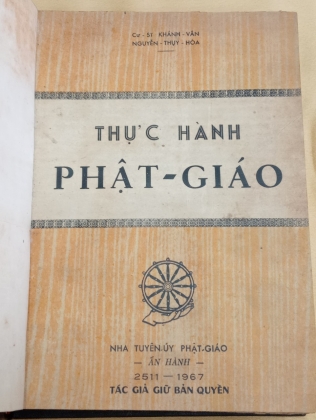 Cư - Sĩ KHÁNH - VÂN
NGUYỄN - THỤY - HÒA
THỰC HÀNH
PHẬT-GIÁO
NHA TUYÊN-ÚY PHẬT-GIÁO
— ẤN HÀNH —
2511 — 1967
TÁC GIẢ GIỮ BẢN QUYỀN